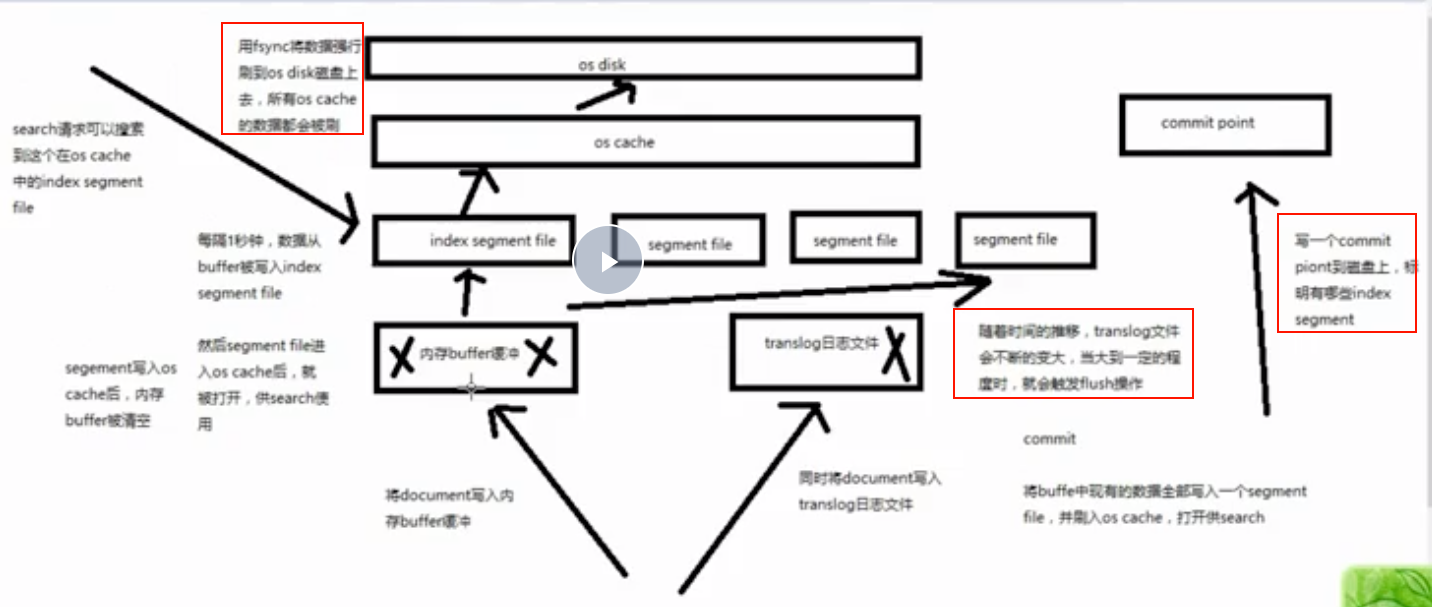 用fsync将数据强行
刷到os disk磁盘上
去，所有os cache
的数据都会被刷
os disk
os cache
commit point
search请求可以搜索
到这个在os cache
中的index segment
file
每隔1秒钟，数据从
buffer被写入index
segment file
index segment file
segment file
segment file
segment file
写一个commit
piont到磁盘上，标
明有哪些index
segment
然后segment file进
入os cache后，就
被打开，供search使
用
segement写入os
cache后，内存
buffer被清空
内存buffer缓冲
translog日志文件
随着时间的推移，translog文件
会不断的变大，当大到一定的程
度时，就会触发flush操作
commit
将buffe中现有的数据全部写入一个segment
file，并刷入os cache，打开供search
将document写入内
存buffer缓冲
同时将document写入
translog日志文件